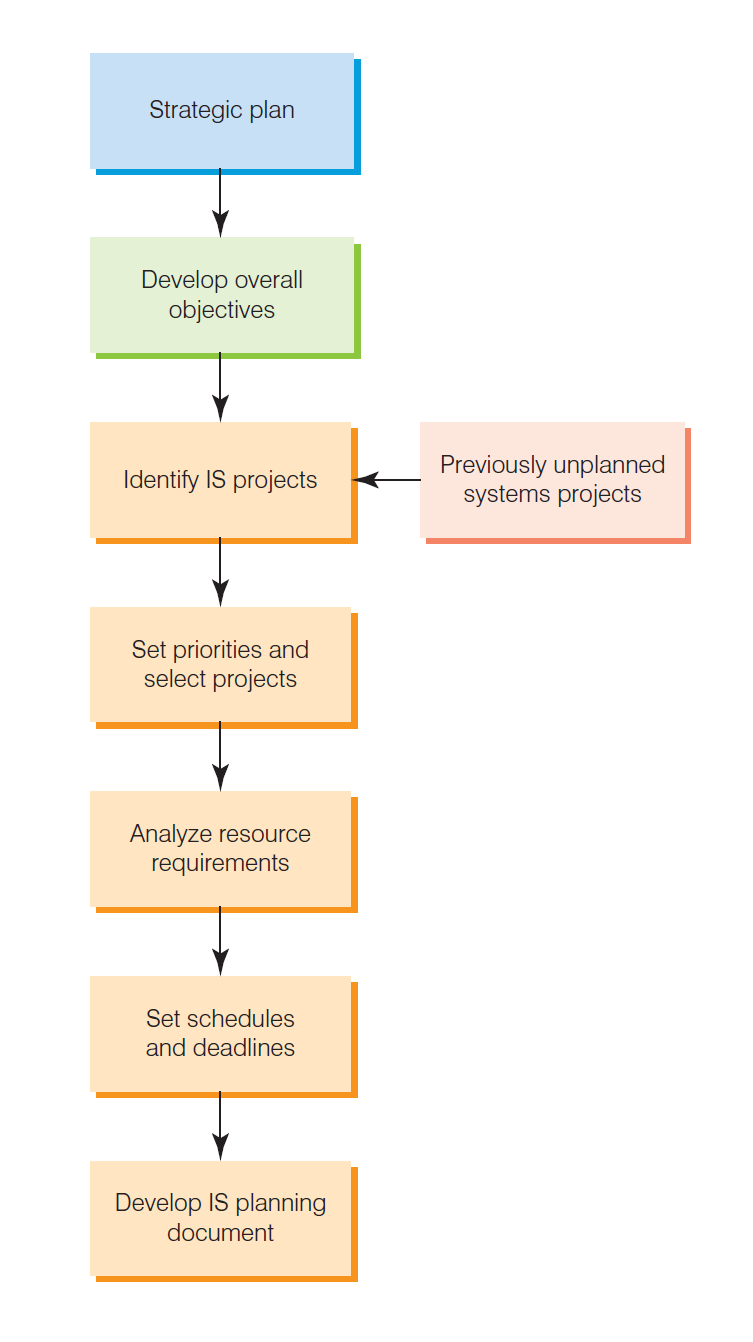 Strategic plan
Develop overall
objectives
Identify IS projects
Previously unplanned
systems projects
Set priorities and
select projects
Analyze resource
requirements
Set schedules
and deadlines
Develop IS planning
document